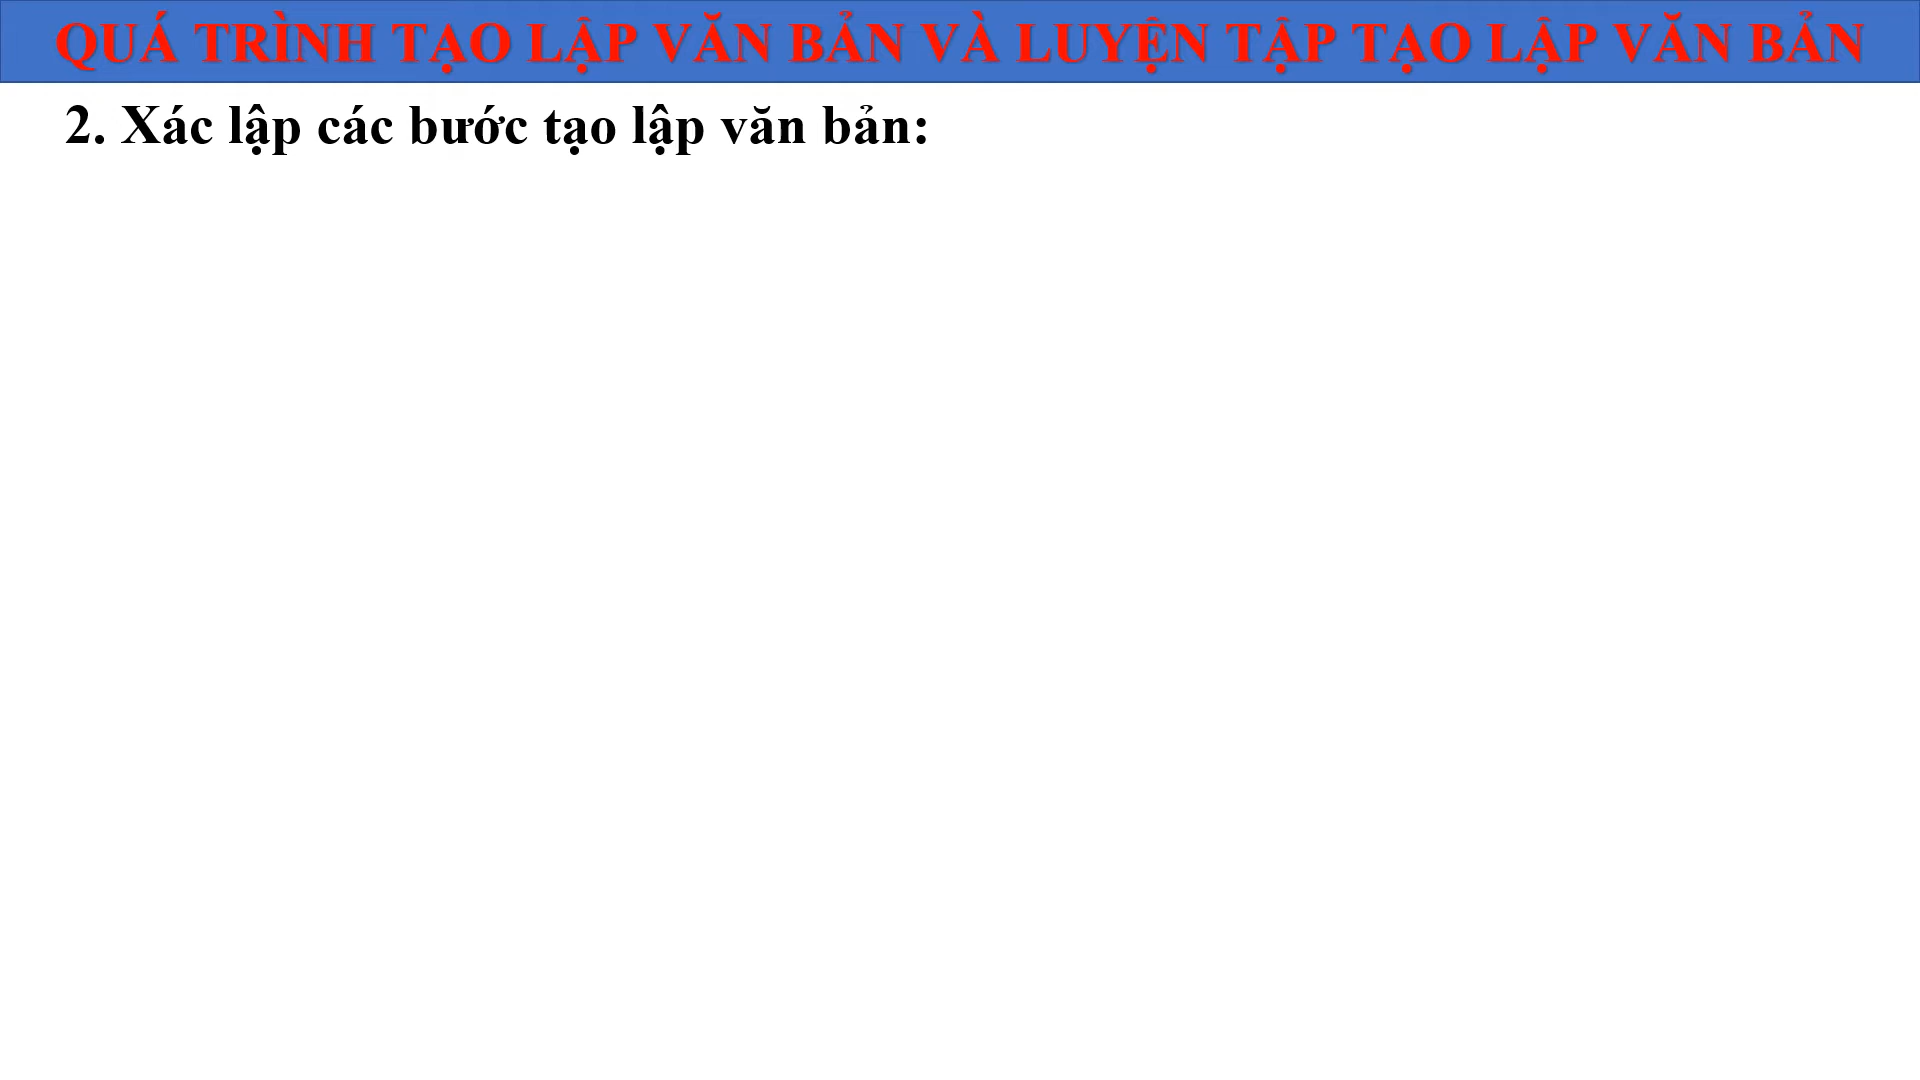 QUÁ TRÌNH TẠO LẬP VĂN BẢN VÀ LUYỆN TẬP TẠO LẬP VĂN BẢN
2. Xác lập các bước tạo lập văn bản: